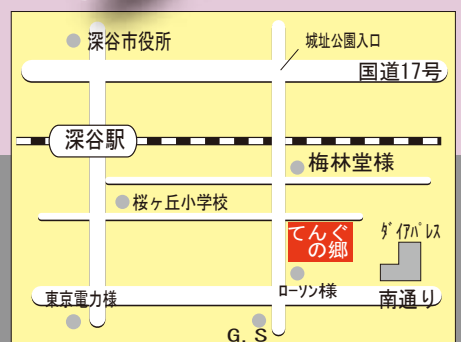 深谷市役所
城址公園入口
国道17号
深谷駅
梅林堂様
桜ヶ丘小学校
てんぐ
の郷
ﾀﾞｲｱﾊﾟﾚｽ
ローソン様
東京電力様
南通り
G. S